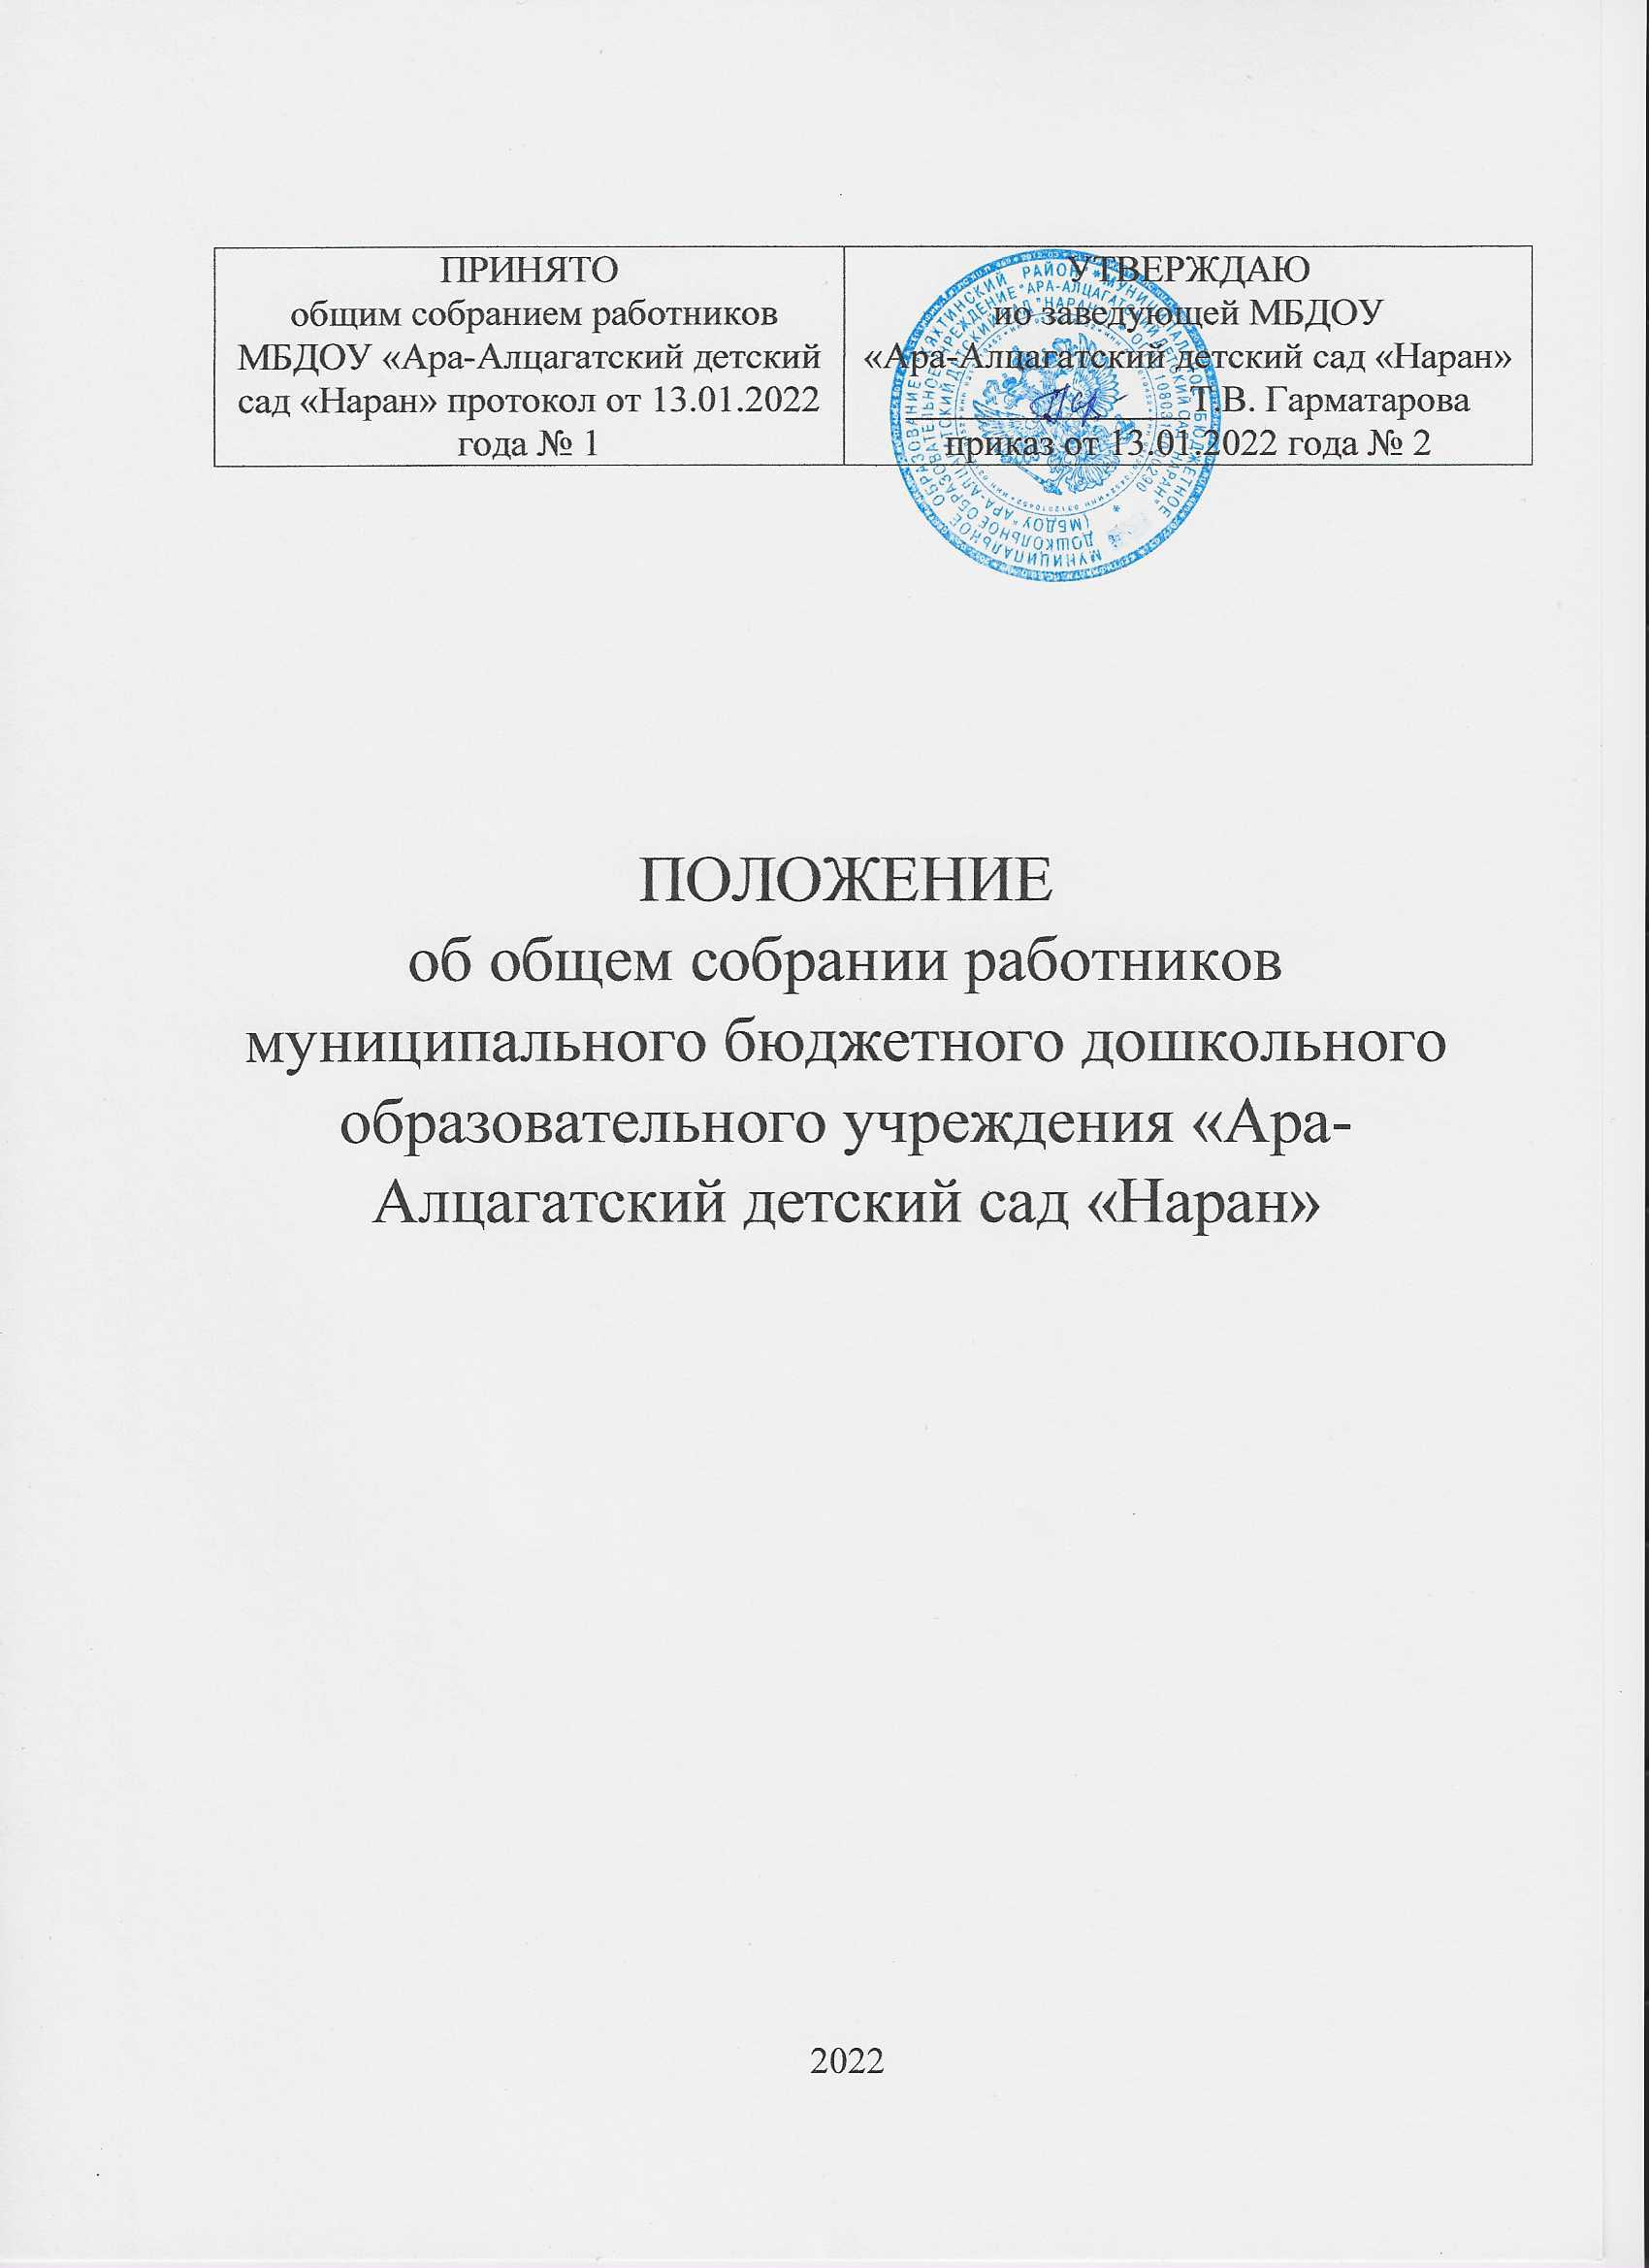 ПРИНЯТО
общим собранием работников
МБДОУ «Ара-Алцагатский детский
сад «Наран» протокол от 13.01.2022
года № 1
УТВЕРЖДАЮ
ио заведующей МБДОУ
«Ара-Алцагатский детский сад «Наран»
Т.В. Гарматарова
приказ от 13.01.2022 года № 2
ПОЛОЖЕНИЕ
об общем собрании работников
муниципального бюджетного дошкольного
образовательного учреждения «Ара-
Алцагатский детский сад «Наран»
2022